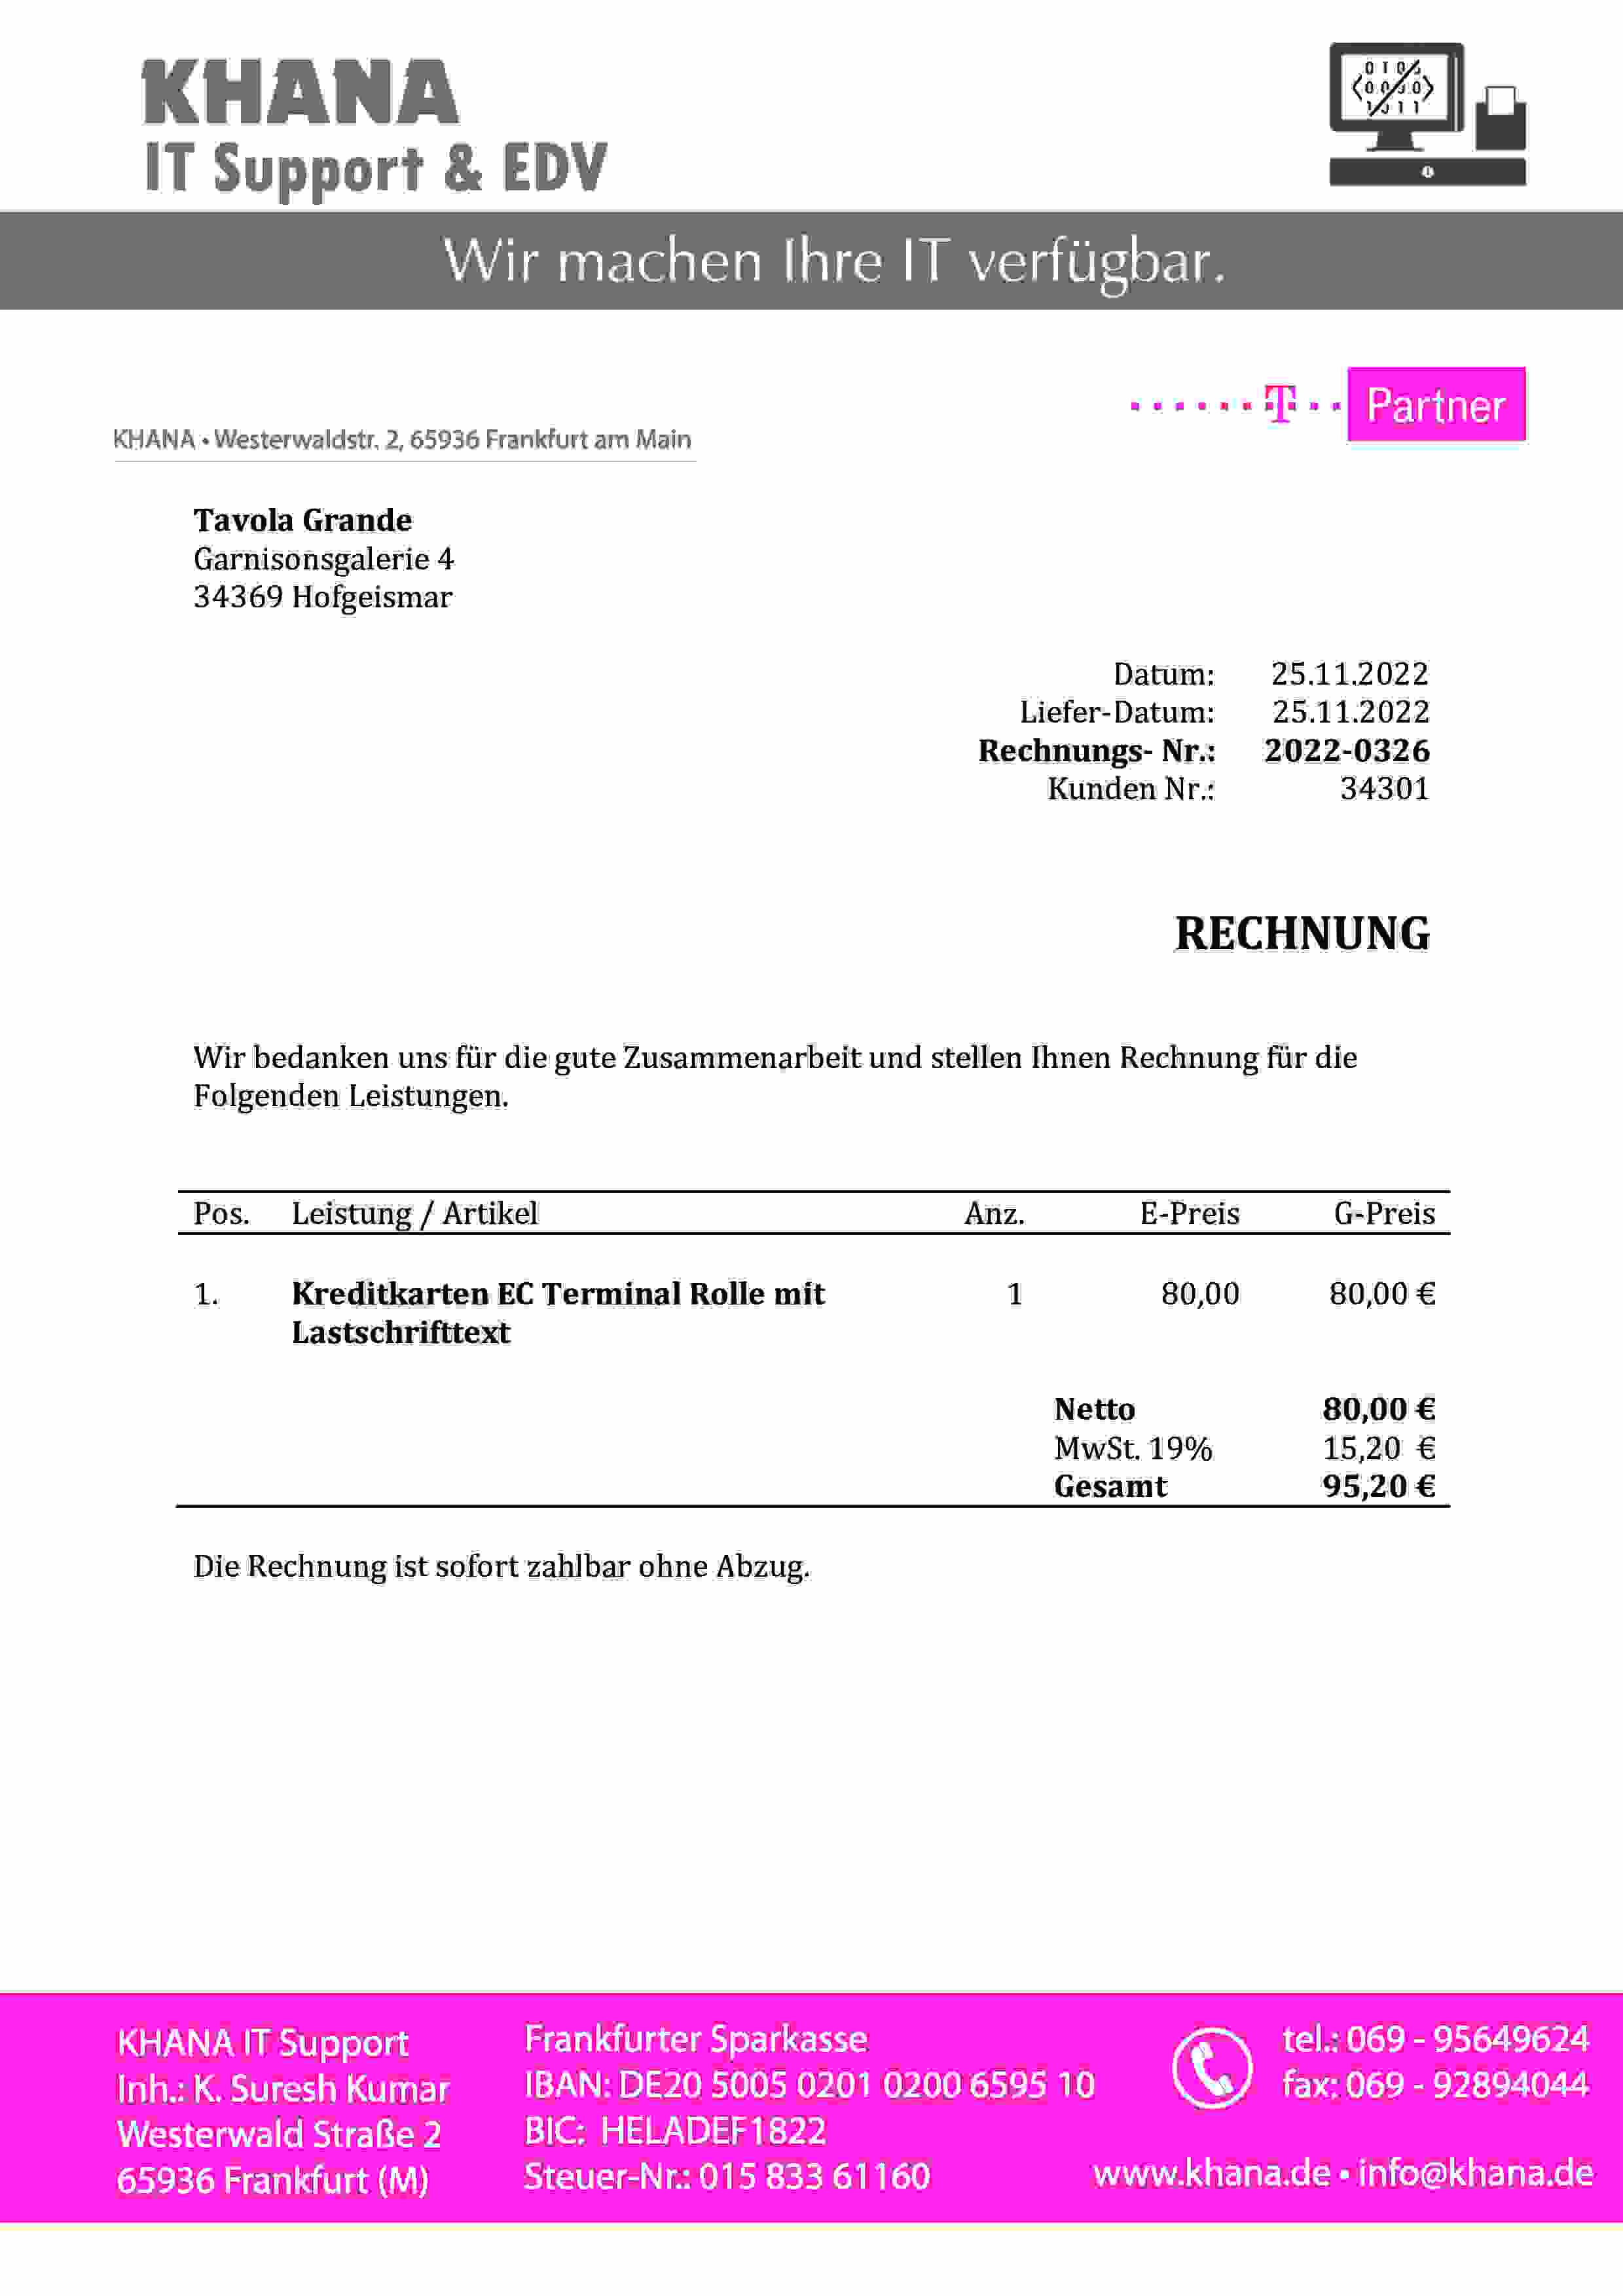 KHANA
IT Support & EDV
Wir machen Ihre IT verfügbar.
T Partner
KHANA • Westerwaldstr. 2, 65936 Frankfurt am Main
Tavola Grande
Garnisonsgalerie 4
34369 Hofgeismar
Datum: 25.11.2022
Liefer-Datum: 25.11.2022
Rechnungs- Nr.: 2022-0326
Kunden Nr.: 34301
RECHNUNG
Wir bedanken uns für die gute Zusammenarbeit und stellen Ihnen Rechnung für die
Folgenden Leistungen.
Pos. Leistung / Artikel Anz. E-Preis G-Preis
1. Kreditkarten EC Terminal Rolle mit 1 80,00 80,00 €
Lastschrifttext
Netto 80,00 €
MwSt. 19% 15,20 €
Gesamt 95,20 €
Die Rechnung ist sofort zahlbar ohne Abzug.
KHANA IT Support
Inh.: K. Suresh Kumar
Westerwald Straße 2
65936 Frankfurt (M)
Frankfurter Sparkasse
IBAN: DE20 5005 0201 0200 6595 10
BIC: HELADEF1822
Steuer-Nr.: 015 833 61160
tel.: 069 - 95649624
fax: 069 - 92894044
www.khana.de • info@khana.de